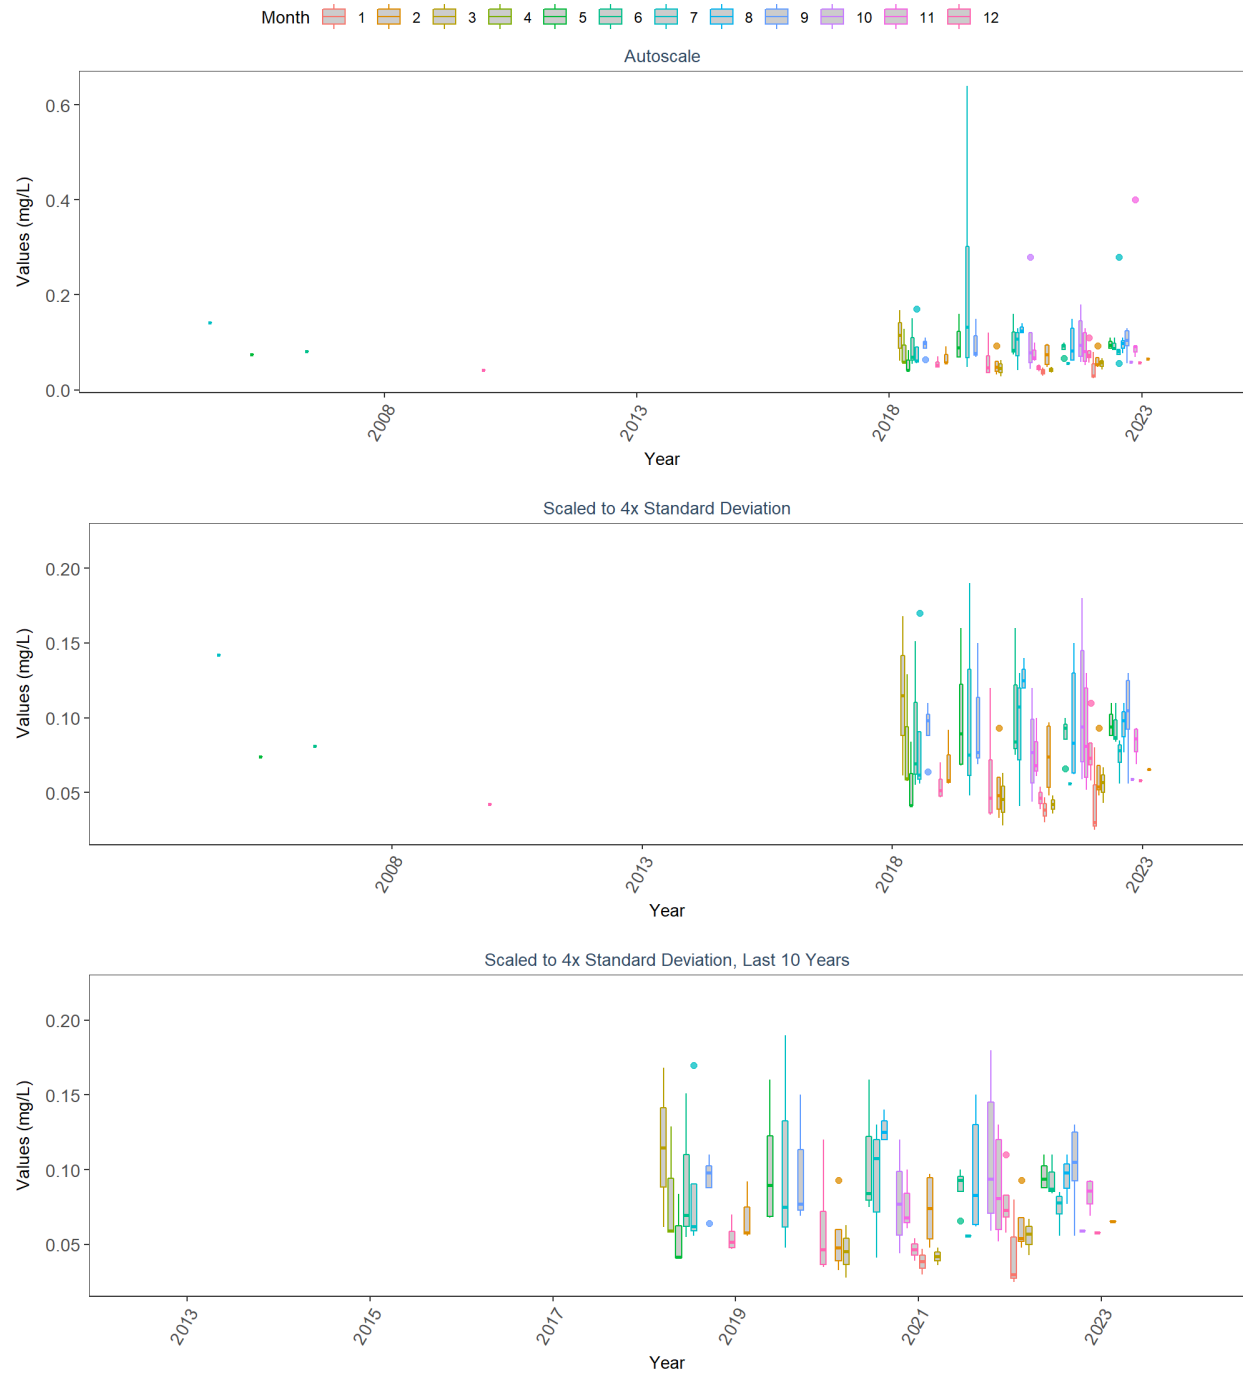 Month 1 2 3 4 5 6 7 8 9 10 11 12
Autoscale
Values (mg/L)
0.6
0.4
0.2
0.0
2008 2013 2018 2023
Year
Scaled to 4x Standard Deviation
Values (mg/L)
0.20
0.15
0.10
0.05
2008 2013 2018 2023
Year
Scaled to 4x Standard Deviation, Last 10 Years
Values (mg/L)
0.20
0.15
0.10
0.05
2013 2015 2017 2019 2021 2023
Year